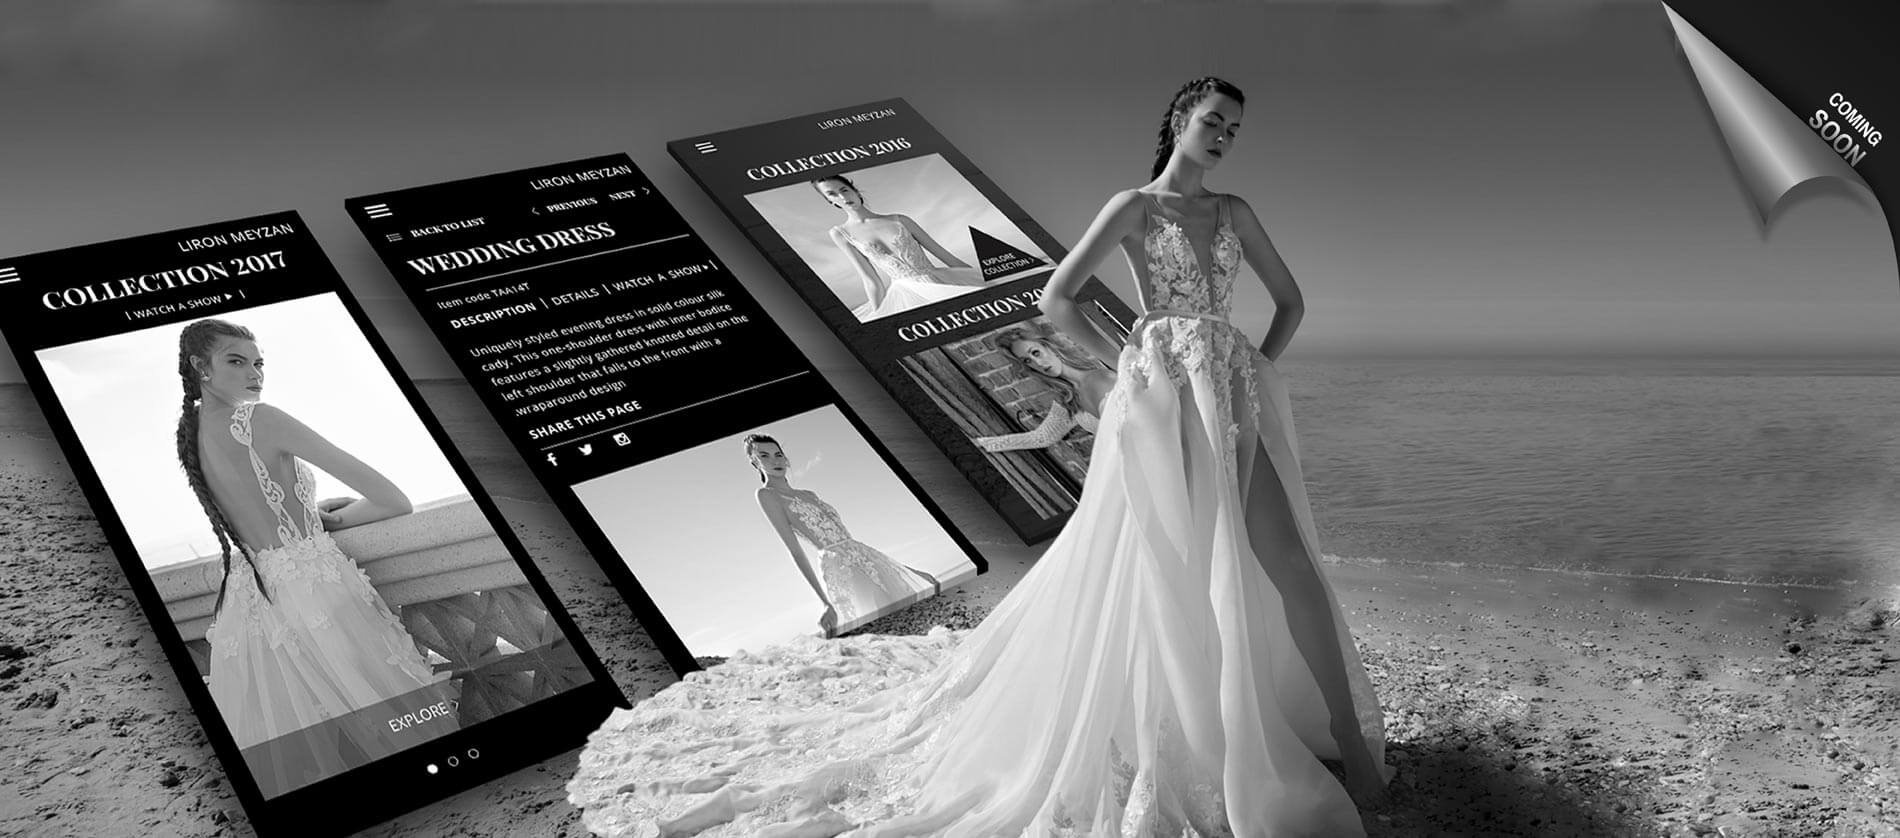 LIRON MEYZAN
COLLECTION 2017
| WATCH A SHOW ▶ |
EXPLORE
LIRON MEYZAN
BACK TO LIST
< PREVIOUS NEXT >
WEDDING DRESS
Item code TAA14T
DESCRIPTION | DETAILS | WATCH A SHOW ▶ |
Uniquely styled evening dress in solid colour silk
cady. This one-shoulder dress with inner bodice
features a slightly gathered knotted detail on the
left shoulder that falls to the front with a
.wraparound design
SHARE THIS PAGE
LIRON MEYZAN
COLLECTION 2016
EXPLORE
COLLECTION >
COLLECTION
COMING
SOON